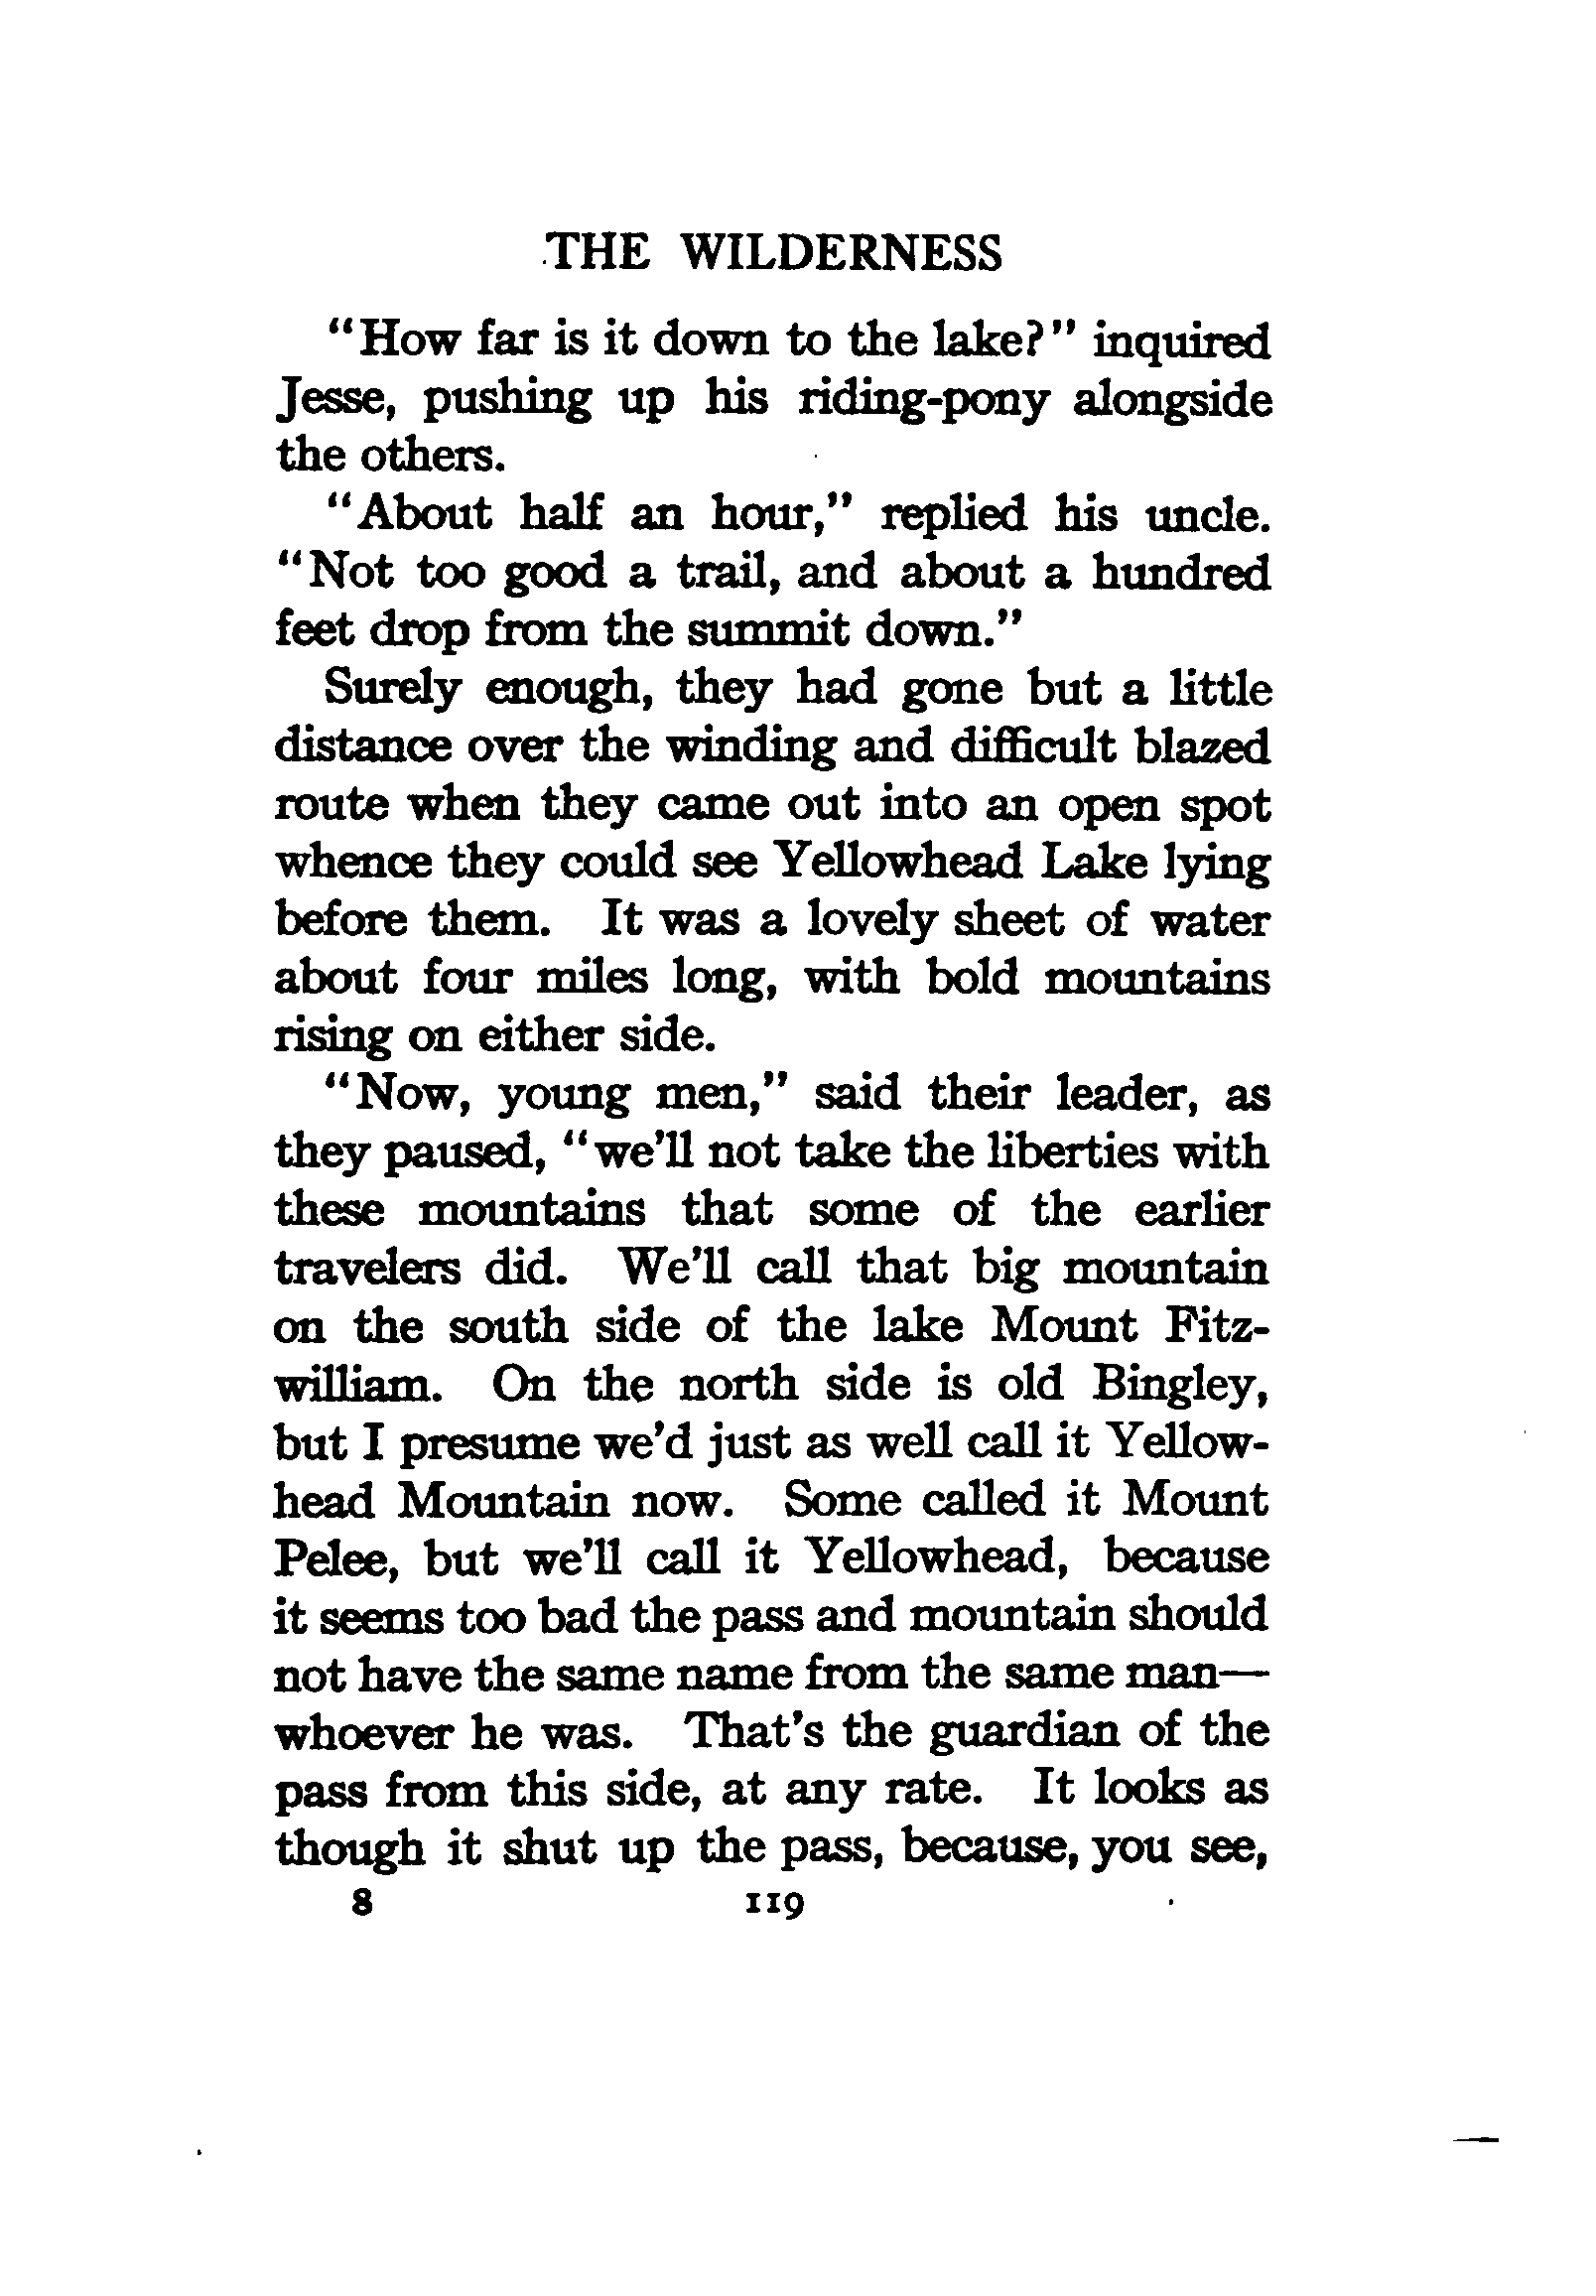 THE WILDERNESS
"How far is it down to the lake?" inquired
Jesse, pushing up his riding-pony alongside
the others.
"About half an hour," replied his uncle.
"Not too good a trail, and about a hundred
feet drop from the summit down."
Surely enough, they had gone but a little
distance over the winding and difficult blazed
route when they came out into an open spot
whence they could see Yellowhead Lake lying
before them. It was a lovely sheet of water
about four miles long, with bold mountains
rising on either side.
"Now, young men," said their leader, as
they paused, "we'll not take the liberties with
these mountains that some of the earlier
travelers did. We'll call that big mountain
on the south side of the lake Mount Fitz-
william. On the north side is old Bingley,
but I presume we'd just as well call it Yellow-
head Mountain now. Some called it Mount
Pelee, but we'll call it Yellowhead, because
it seems too bad the pass and mountain should
not have the same name from the same man—
whoever he was. That's the guardian of the
pass from this side, at any rate. It looks as
though it shut up the pass, because, you see,
8 119